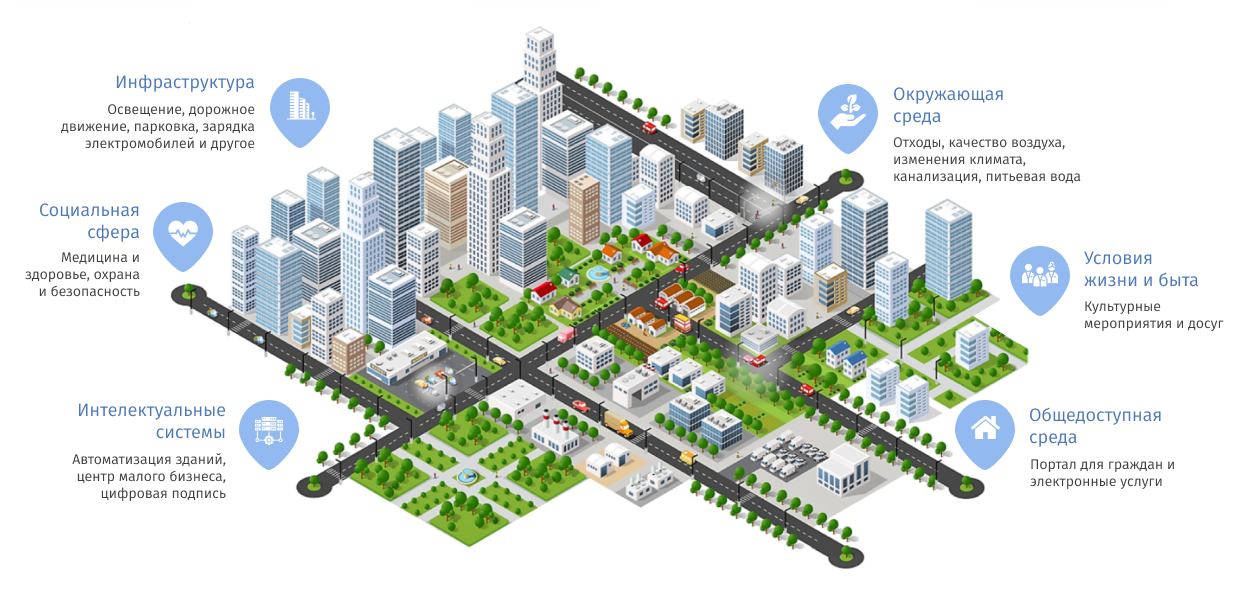 Инфраструктура
Освещение, дорожное
движение, парковка, зарядка
электромобилей и другое
Социальная
сфера
Медицина и
здоровье, охрана
и безопасность
Интелектуальные
системы
Автоматизация зданий,
центр малого бизнеса,
цифровая подпись
Окружающая
среда
Отходы, качество воздуха,
изменения климата,
канализация, питьевая вода
Условия
жизни и быта
Культурные
мероприятия и досуг
Общедоступная
среда
Портал для граждан и
электронные услуги